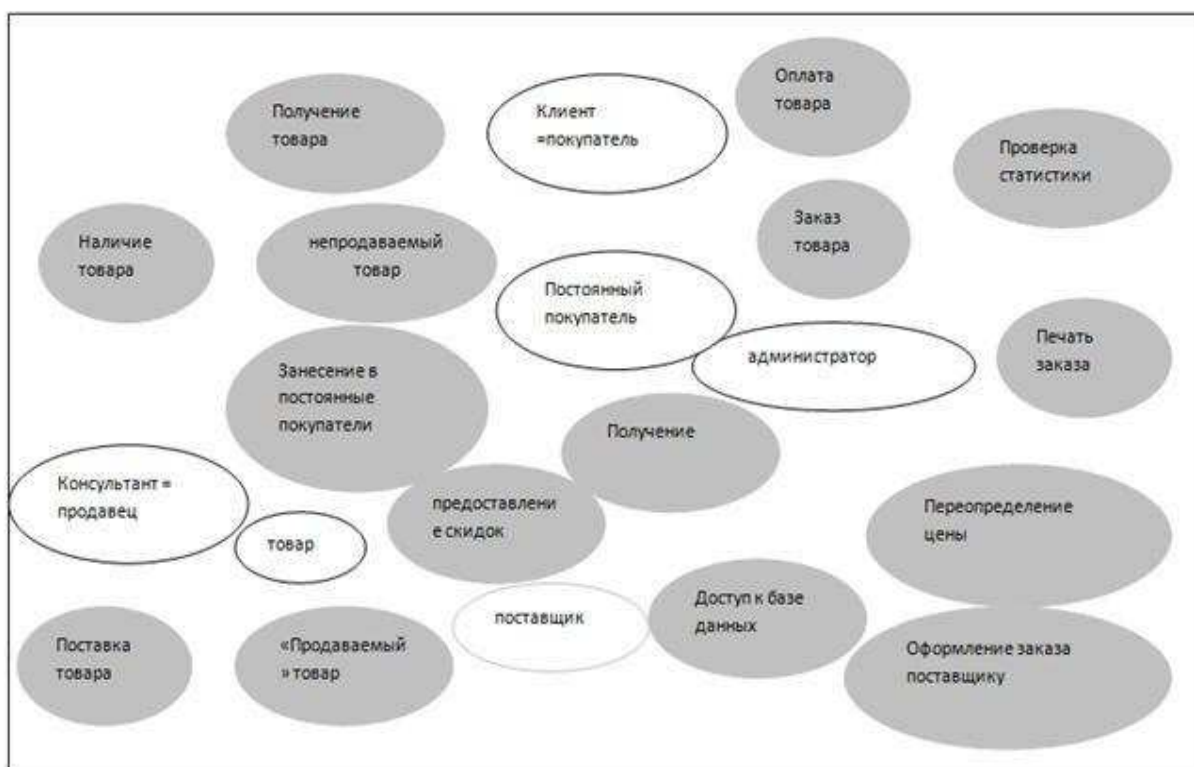 Получение
товара
Клиент
=покупатель
Оплата
товара
Проверка
статистики
Наличие
товара
непродаваемый
товар
Заказ
товара
Постоянный
покупатель
администратор
Печать
заказа
Занесение в
постоянные
покупатели
Получение
Консультант =
продавец
товар
предоставлени
е скидок
Переопределение
цены
поставщик
Доступ к базе
данных
Поставка
товара
«Продаваемый
» товар
Оформление заказа
поставщику